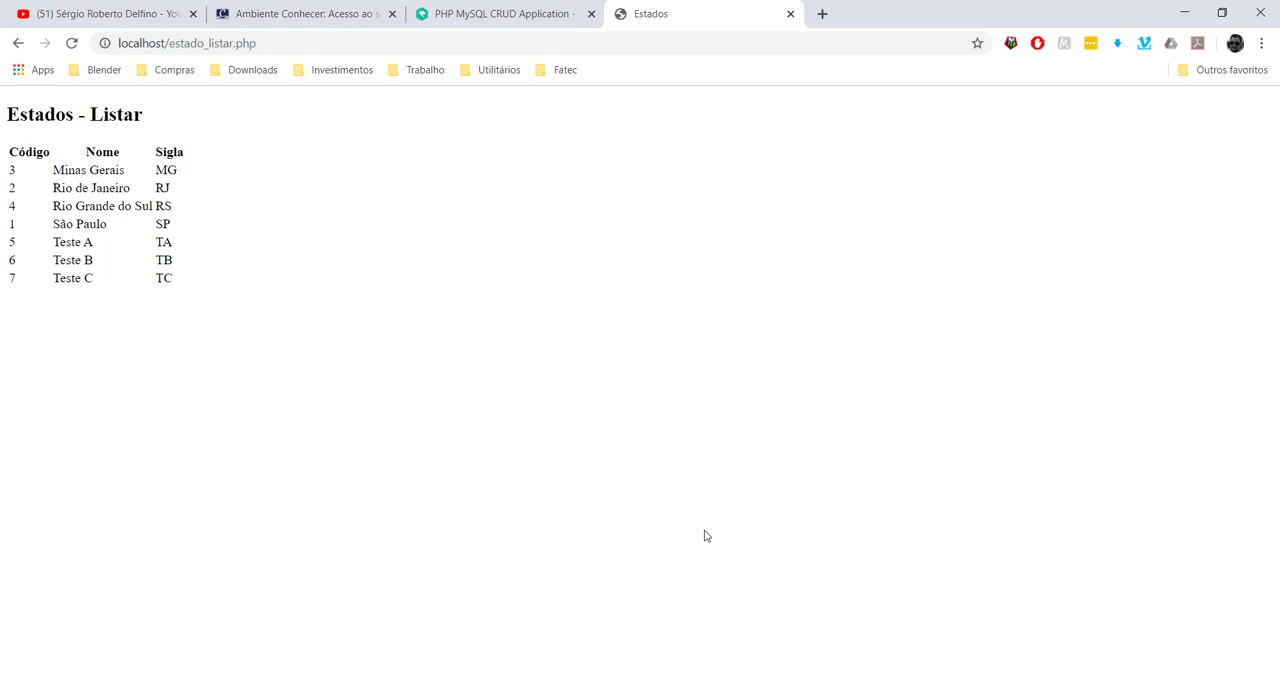 (51) Sérgio Roberto Delfino - You
Ambiente Conhecer: Acesso ao s
PHP MySQL CRUD Application -
Estados
localhost/estado_listar.php
Apps Blender Compras Downloads Investimentos Trabalho Utilitários Fatec Outros favoritos
Estados - Listar
Código Nome Sigla
3 Minas Gerais MG
2 Rio de Janeiro RJ
4 Rio Grande do Sul RS
1 São Paulo SP
5 Teste A TA
6 Teste B TB
7 Teste C TC